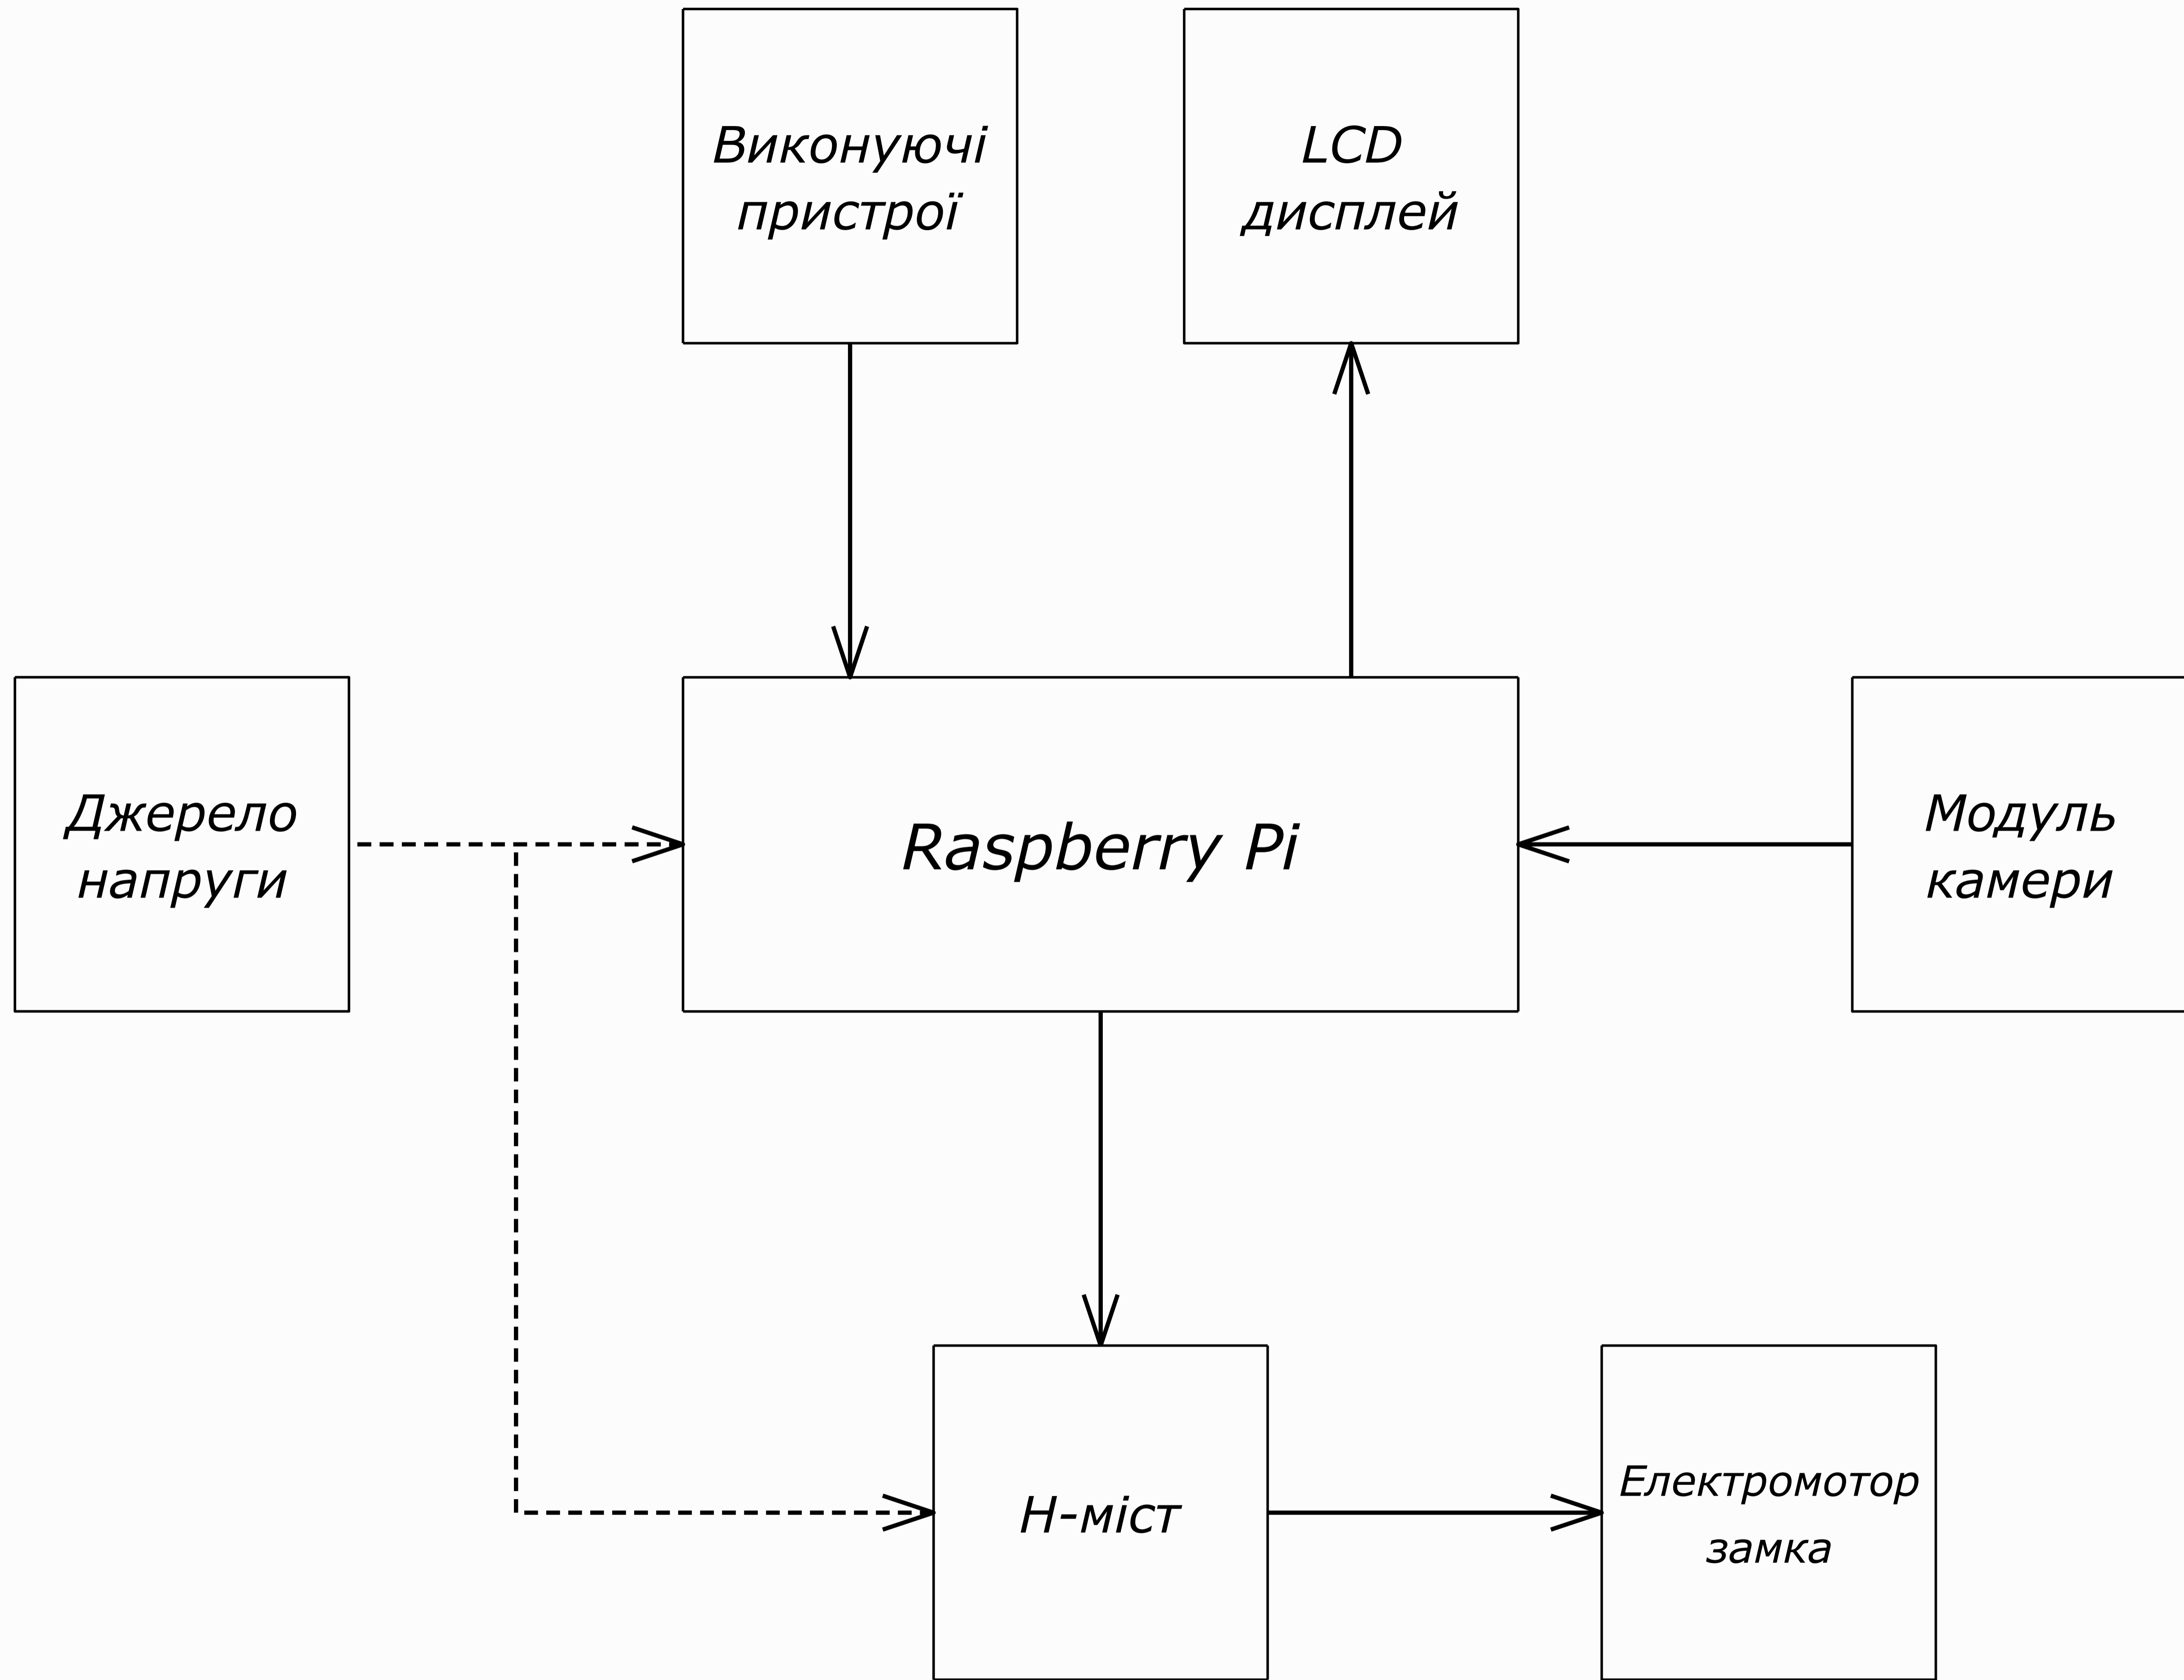 Виконуючі
пристрої
LCD
дисплей
Джерело
напруги
Raspberry Pi
Модуль
камери
Н-міст
Електромотор
замка